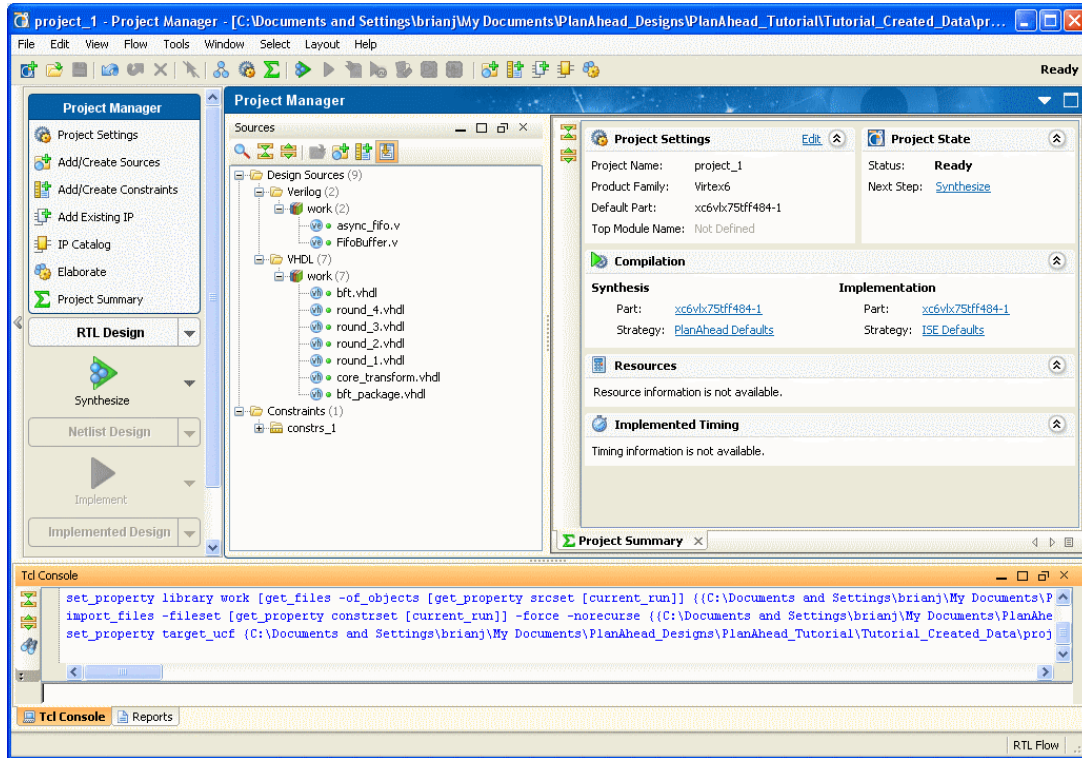 project_1 - Project Manager - [C:\Documents and Settings\brianj\My Documents\PlanAhead_Designs\PlanAhead_Tutorial\Tutorial_Created_Data\pr...
File Edit View Flow Tools Window Select Layout Help
Ready
Project Manager
Project Settings
Add/Create Sources
Add/Create Constraints
Add Existing IP
IP Catalog
Elaborate
Project Summary
RTL Design
Synthesize
Netlist Design
Implement
Implemented Design
Project Manager
Sources
Design Sources (9)
Verilog (2)
work (2)
async_fifo.v
FifoBuffer.v
VHDL (7)
work (7)
bft.vhdl
round_4.vhdl
round_3.vhdl
round_2.vhdl
round_1.vhdl
core_transform.vhdl
bft_package.vhdl
Constraints (1)
constrs_1
Project Settings Edit
Project Name: project_1
Product Family: Virtex6
Default Part: xc6vlx75tff484-1
Top Module Name: Not Defined
Project State
Status: Ready
Next Step: Synthesize
Compilation
Synthesis
Part: xc6vlx75tff484-1
Strategy: PlanAhead Defaults
Implementation
Part: xc6vlx75tff484-1
Strategy: ISE Defaults
Resources
Resource information is not available.
Implemented Timing
Timing information is not available.
Project Summary
Tcl Console
set_property library work [get_files -of_objects [get_property srcset [current_run]] {{C:\Documents and Settings\brianj\My Documents\P
import_files -fileset [get_property constrset [current_run]] -force -norecurse {{C:\Documents and Settings\brianj\My Documents\PlanAhe
set_property target_ucf {C:\Documents and Settings\brianj\My Documents\PlanAhead_Designs\PlanAhead_Tutorial\Tutorial_Created_Data\proj
Tcl Console Reports
RTL Flow